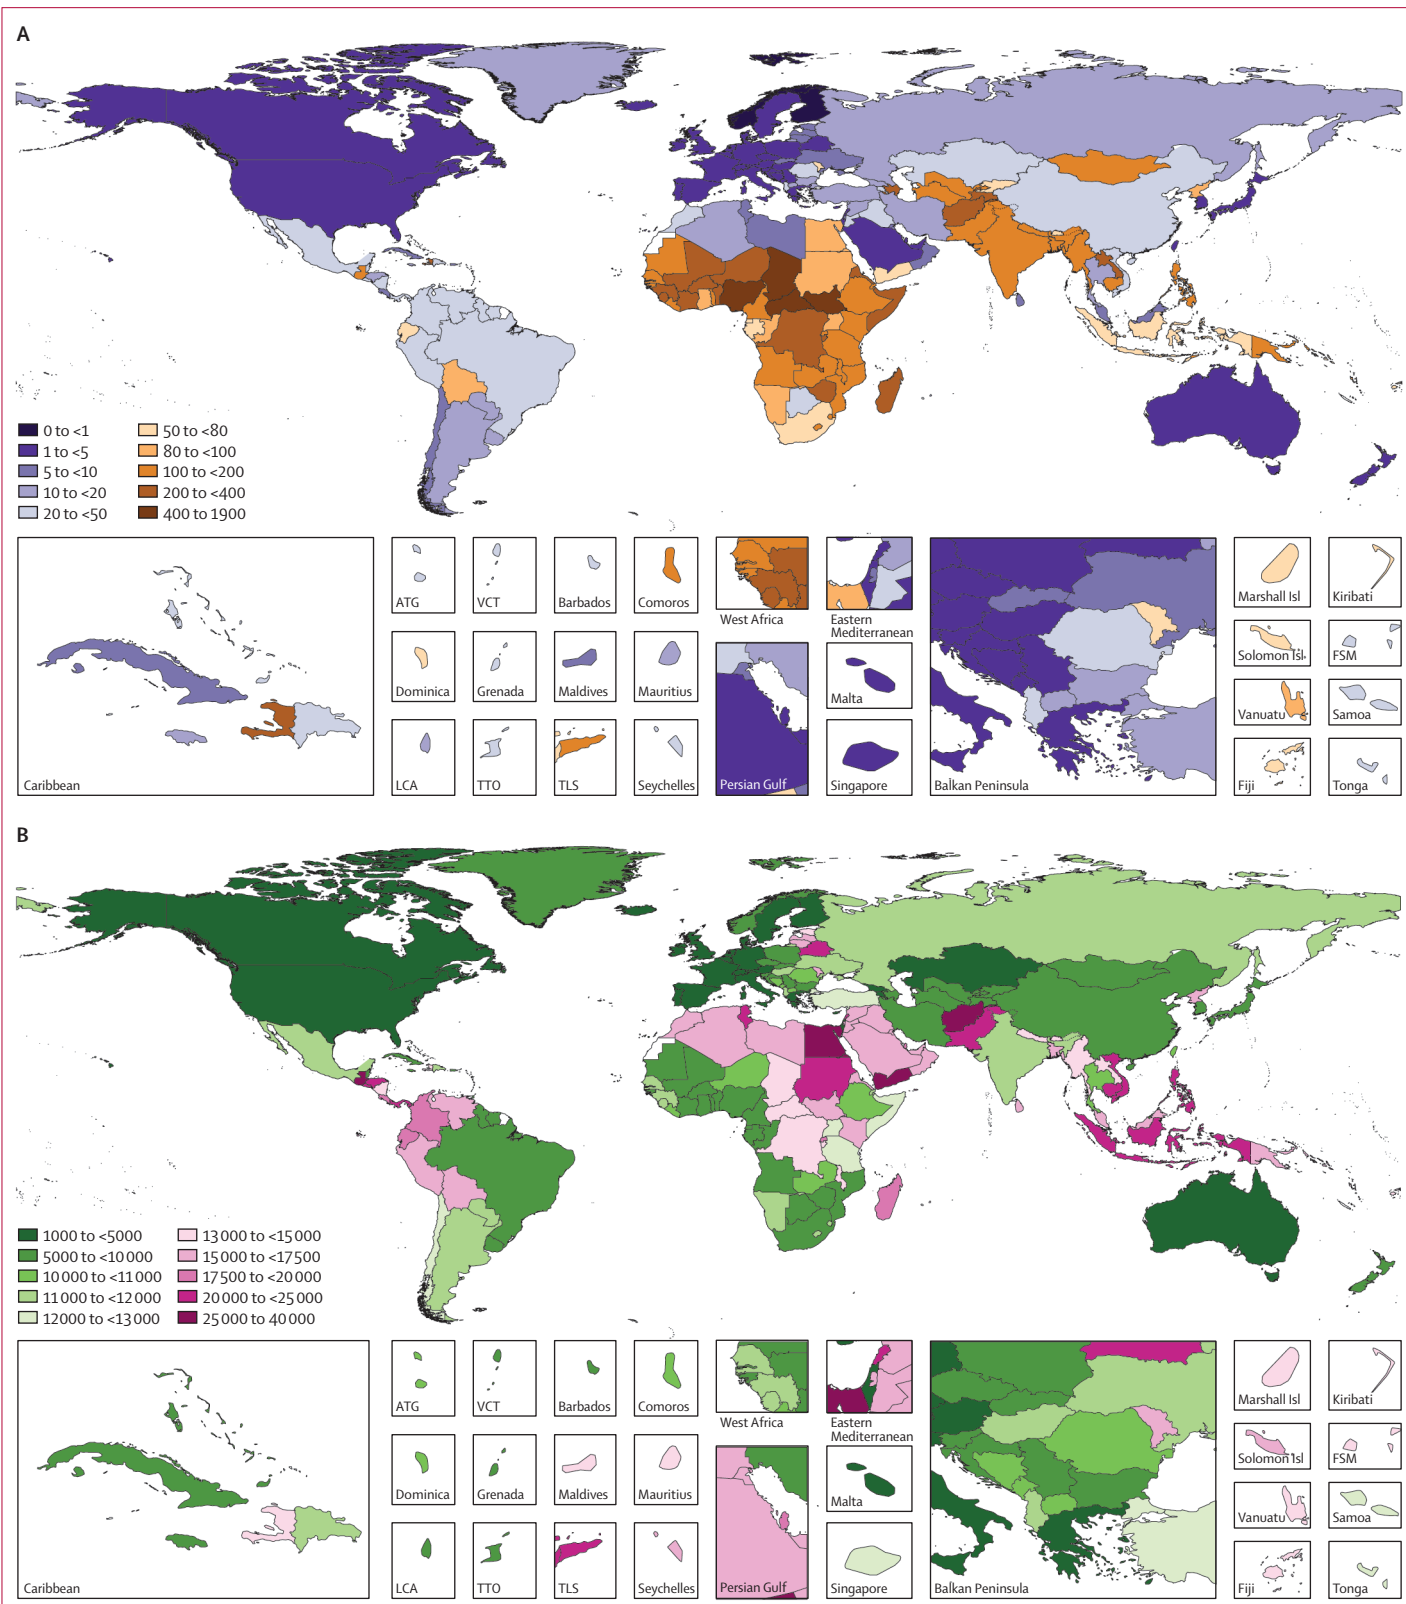 A
0 to <1
1 to <5
5 to <10
10 to <20
20 to <50
50 to <80
80 to <100
100 to <200
200 to <400
400 to 1900
Caribbean
ATG
VCT
Barbados
Comoros
Dominica
Grenada
Maldives
Mauritius
LCA
TTO
TLS
Seychelles
West Africa
Eastern
Mediterranean
Persian Gulf
Malta
Singapore
Balkan Peninsula
Marshall Isl
Kiribati
Solomon Isl
FSM
Vanuatu
Samoa
Fiji
Tonga
B
1000 to <5000
5000 to <10 000
10 000 to <11 000
11 000 to <12 000
12 000 to <13 000
13 000 to <15 000
15 000 to <17 500
17 500 to <20 000
20 000 to <25 000
25 000 to 40 000
Caribbean
ATG
VCT
Barbados
Comoros
Dominica
Grenada
Maldives
Mauritius
LCA
TTO
TLS
Seychelles
West Africa
Eastern
Mediterranean
Persian Gulf
Malta
Singapore
Balkan Peninsula
Marshall Isl
Kiribati
Solomon Isl
FSM
Vanuatu
Samoa
Fiji
Tonga